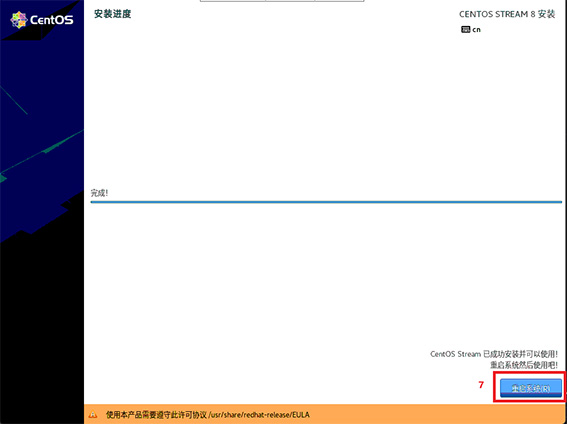 CentOS
安装进度
CENTOS STREAM 8 安装
cn
完成!
CentOS Stream 已成功安装并可以使用!
重启系统然后使用吧!
7
重启系统(R)
使用本产品需要遵守此许可协议 /usr/share/redhat-release/EULA